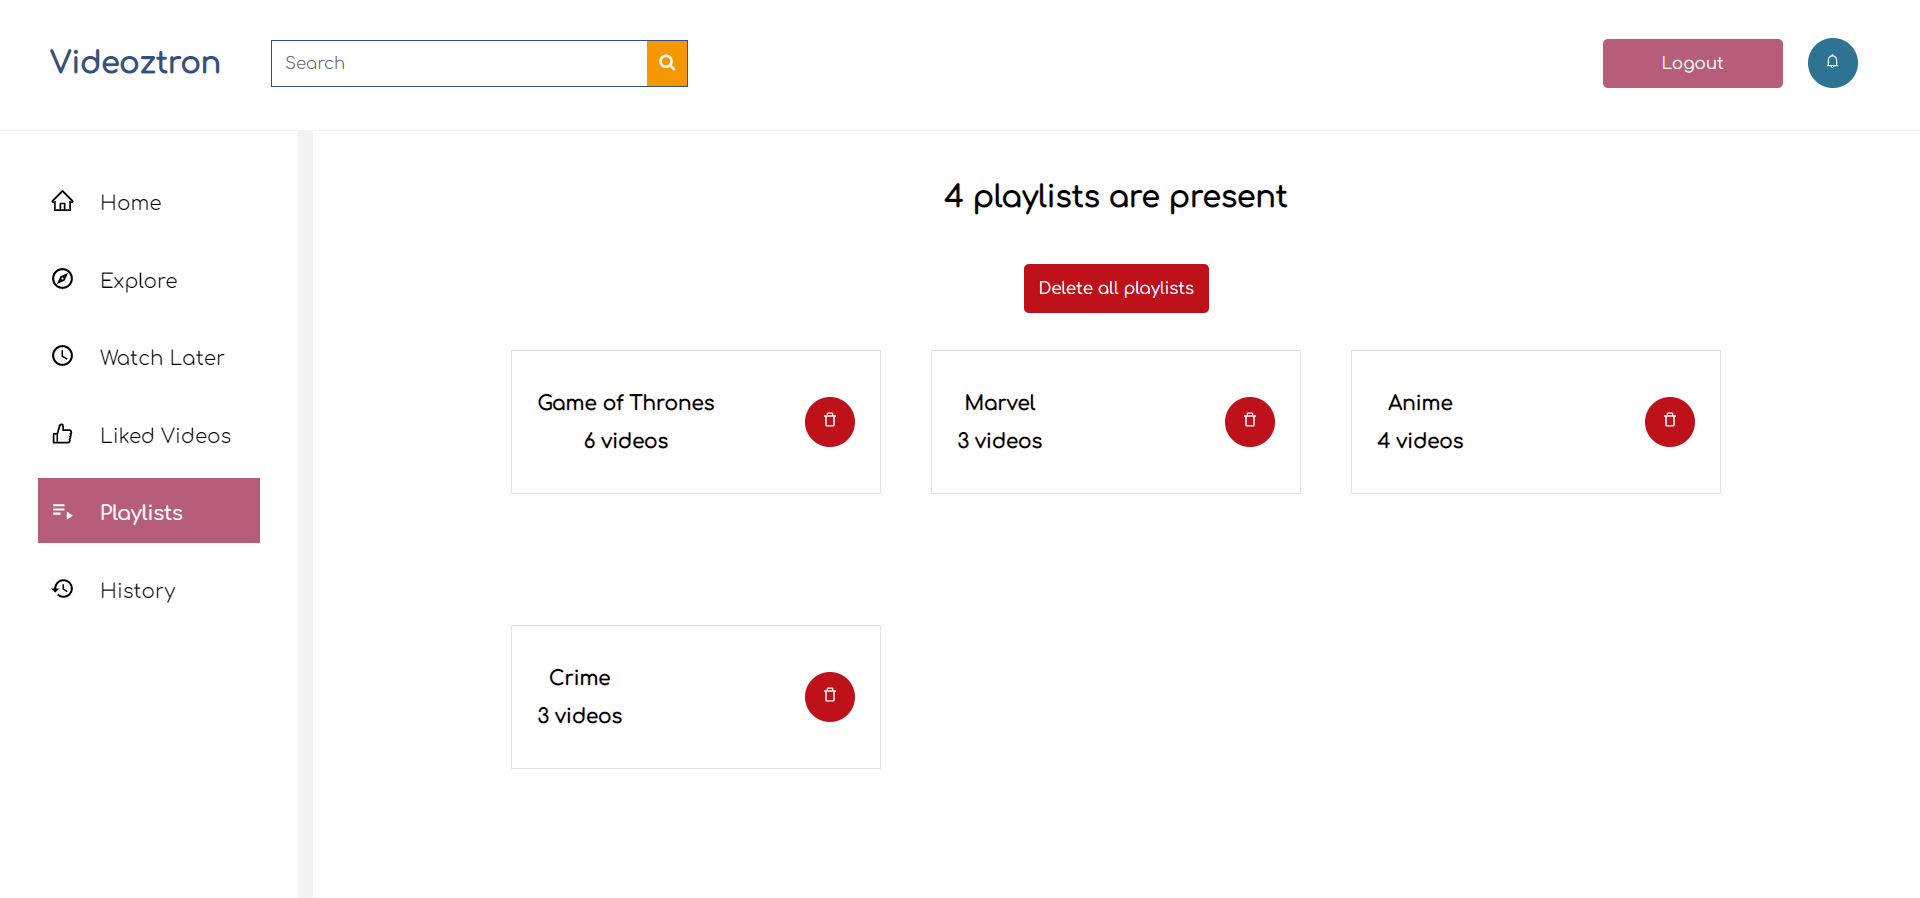 Videoztron
Search
Logout
Home
Explore
Watch Later
Liked Videos
Playlists
History
4 playlists are present
Delete all playlists
Game of Thrones
6 videos
Marvel
3 videos
Anime
4 videos
Crime
3 videos